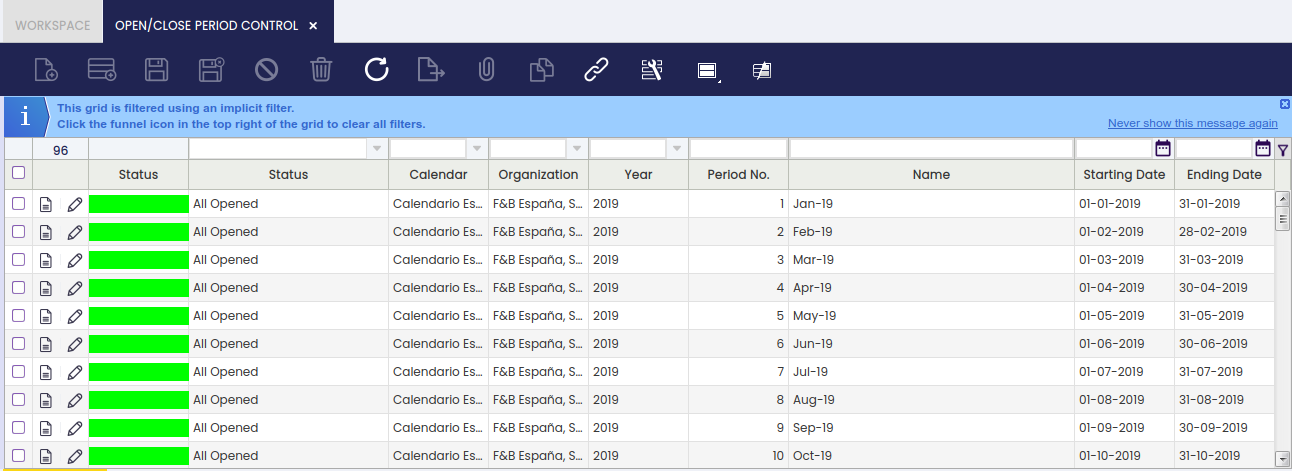 WORKSPACE OPEN/CLOSE PERIOD CONTROL ×
i This grid is filtered using an implicit filter.
Click the funnel icon in the top right of the grid to clear all filters. Never show this message again
96
Status Status Calendar Organization Year Period No. Name Starting Date Ending Date
All Opened Calendario Es... F&B España, S... 2019 1 Jan-19 01-01-2019 31-01-2019
All Opened Calendario Es... F&B España, S... 2019 2 Feb-19 01-02-2019 28-02-2019
All Opened Calendario Es... F&B España, S... 2019 3 Mar-19 01-03-2019 31-03-2019
All Opened Calendario Es... F&B España, S... 2019 4 Apr-19 01-04-2019 30-04-2019
All Opened Calendario Es... F&B España, S... 2019 5 May-19 01-05-2019 31-05-2019
All Opened Calendario Es... F&B España, S... 2019 6 Jun-19 01-06-2019 30-06-2019
All Opened Calendario Es... F&B España, S... 2019 7 Jul-19 01-07-2019 31-07-2019
All Opened Calendario Es... F&B España, S... 2019 8 Aug-19 01-08-2019 31-08-2019
All Opened Calendario Es... F&B España, S... 2019 9 Sep-19 01-09-2019 30-09-2019
All Opened Calendario Es... F&B España, S... 2019 10 Oct-19 01-10-2019 31-10-2019